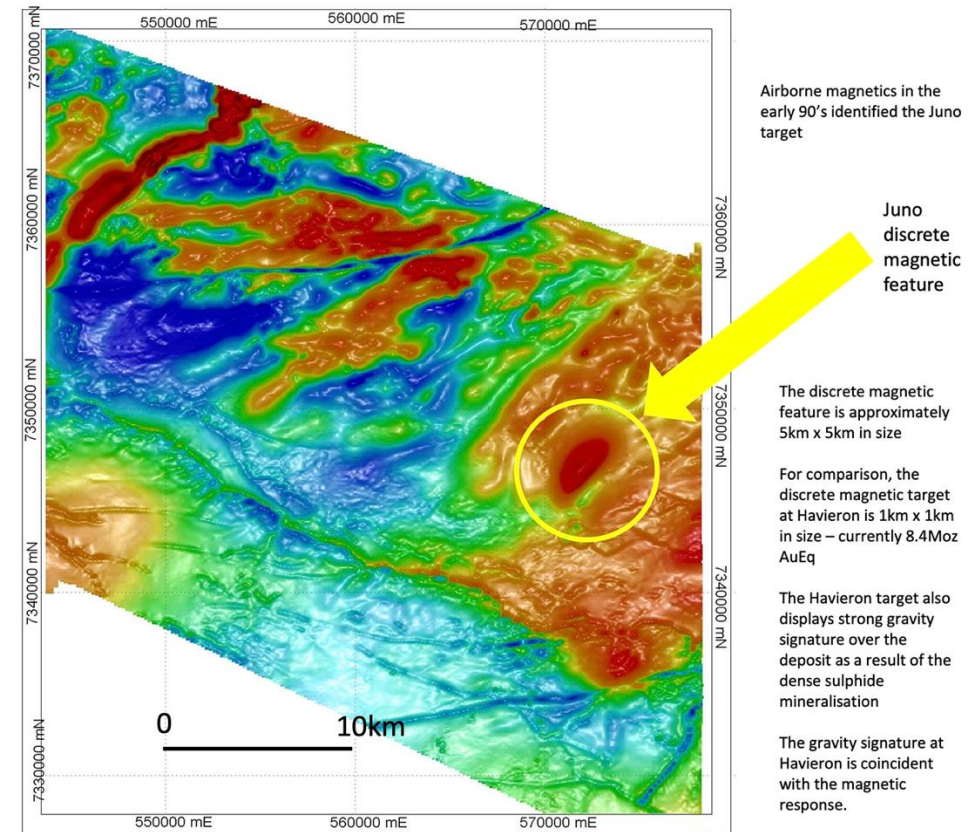 550000 mE
560000 mE
570000 mE
7370000 mN
7360000 mN
7350000 mN
7340000 mN
7330000 mN
7360000 mN
7350000 mN
7340000 mN
0
10km
550000 mE
560000 mE
570000 mE
Airborne magnetics in the
early 90's identified the Juno
target
Juno
discrete
magnetic
feature
The discrete magnetic
feature is approximately
5km x 5km in size
For comparison, the
discrete magnetic target
at Havieron is 1km x 1km
in size – currently 8.4Moz
AuEq
The Havieron target also
displays strong gravity
signature over the
deposit as a result of the
dense sulphide
mineralisation
The gravity signature at
Havieron is coincident
with the magnetic
response.